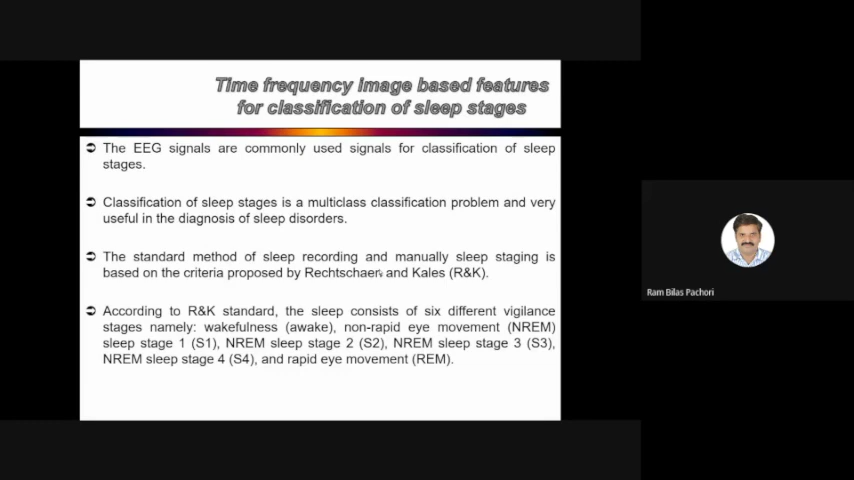 Time frequency image based features
for classification of sleep stages
The EEG signals are commonly used signals for classification of sleep
stages.
Classification of sleep stages is a multiclass classification problem and very
useful in the diagnosis of sleep disorders.
The standard method of sleep recording and manually sleep staging is
based on the criteria proposed by Rechtschaen and Kales (R&K).
According to R&K standard, the sleep consists of six different vigilance
stages namely: wakefulness (awake), non-rapid eye movement (NREM)
sleep stage 1 (S1), NREM sleep stage 2 (S2), NREM sleep stage 3 (S3),
NREM sleep stage 4 (S4), and rapid eye movement (REM).
Ram Bilas Pachori